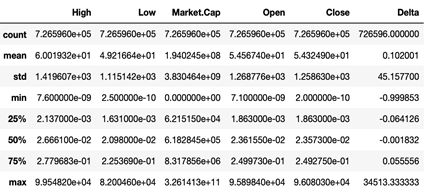 High Low Market.Cap Open Close Delta
count 7.265960e+05 7.265960e+05 7.265960e+05 7.265960e+05 7.265960e+05 726596.000000
mean 6.001932e+01 4.921664e+01 1.940245e+08 5.456740e+01 5.432490e+01 0.102001
std 1.419607e+03 1.115142e+03 3.830464e+09 1.268776e+03 1.258630e+03 45.157700
min 7.600000e-09 2.500000e-10 0.000000e+00 7.100000e-09 2.000000e-10 -0.999853
25% 2.137000e-03 1.631000e-03 6.215150e+04 1.863000e-03 1.863000e-03 -0.064126
50% 2.666100e-02 2.098000e-02 6.182845e+05 2.361550e-02 2.357300e-02 -0.001832
75% 2.779683e-01 2.253690e-01 8.317856e+06 2.499730e-01 2.492750e-01 0.055556
max 9.954820e+04 8.200460e+04 3.261413e+11 9.589840e+04 9.608030e+04 34513.333333